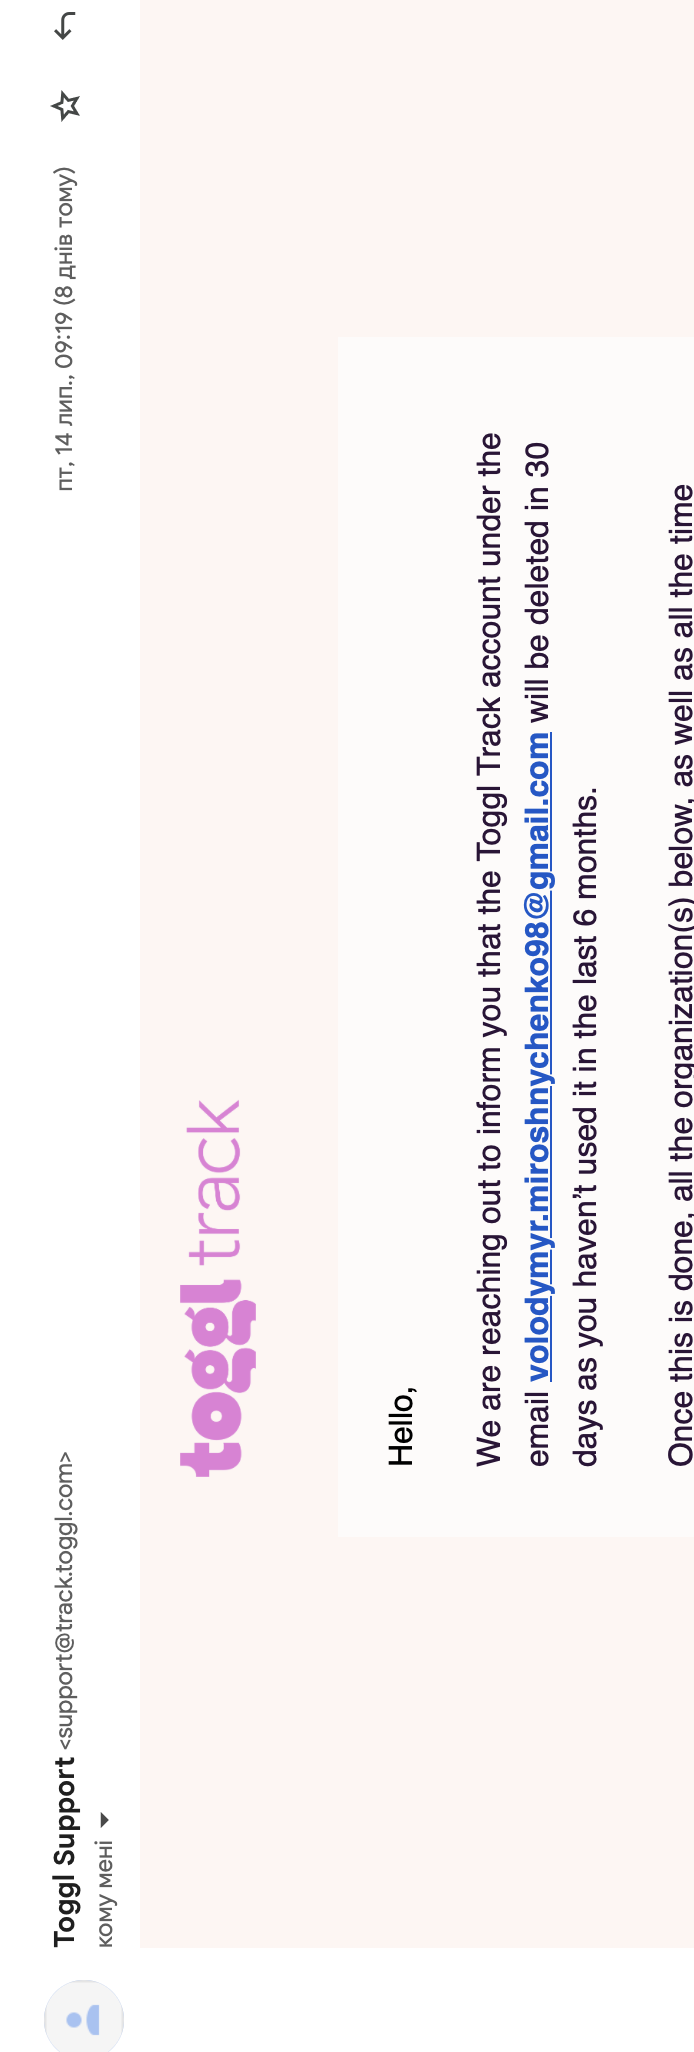 Toggl Support <support@track.toggl.com>
пт, 14 лип., 09:19 (8 днів тому)
кому мені
toggl track
Hello,
We are reaching out to inform you that the Toggl Track account under the
email volodymyr.miroshnychenko98@gmail.com will be deleted in 30
days as you haven’t used it in the last 6 months.
Once this is done, all the organization(s) below, as well as all the time